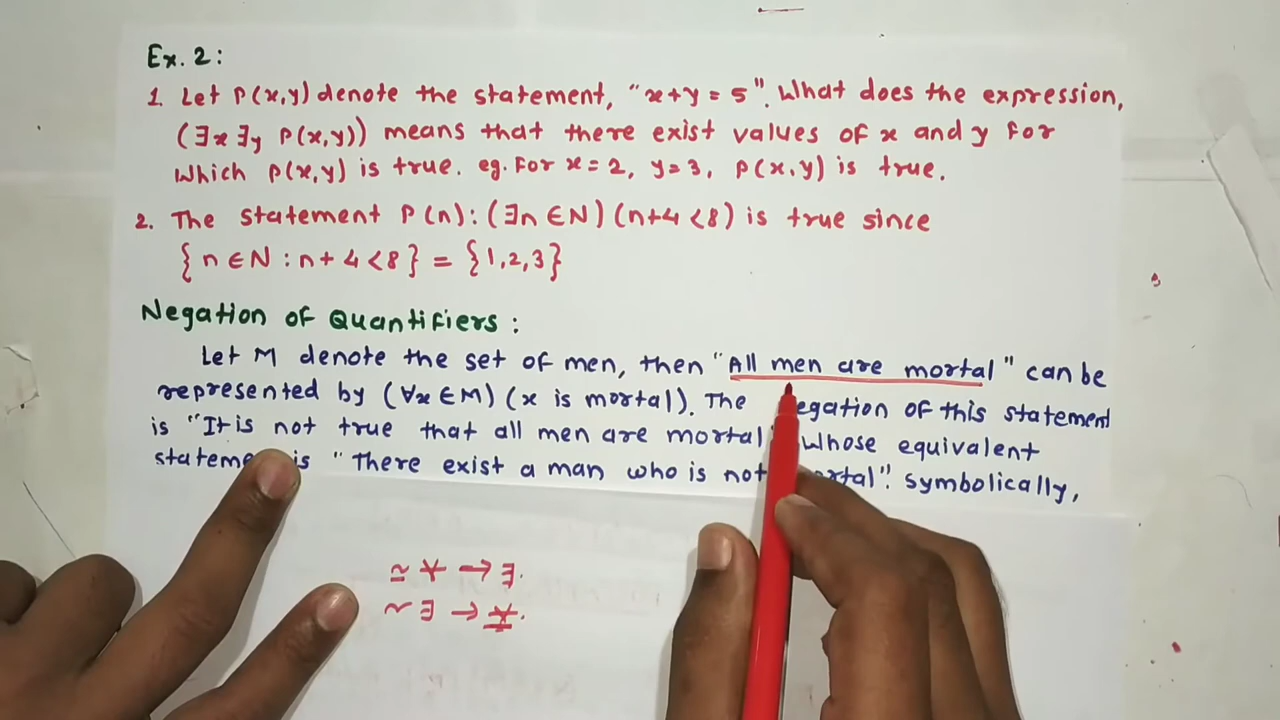 Ex. 2:
1. Let P(x,y) denote the statement, "x+y = 5". What does the expression,
(∃x ∃y P(x,y)) means that there exist values of x and y for
which P(x,y) is true. eg. For x = 2, y=3, P(x,y) is true.
2. The statement P(n): (∃n ∈N) (n+4 <8) is true since
{n ∈N : n+ 4 <8} = {1,2,3}
Negation of Quantifiers :
Let M denote the set of men, then "All men are mortal" can be
represented by (∀x ∈M) (x is mortal). The egation of this statement
is "It is not true that all men are mortal" whose equivalent
is "There exist a man who is not rtal". symbolically,
≃ ∀ → ∃.
~ ∃ → ∀.